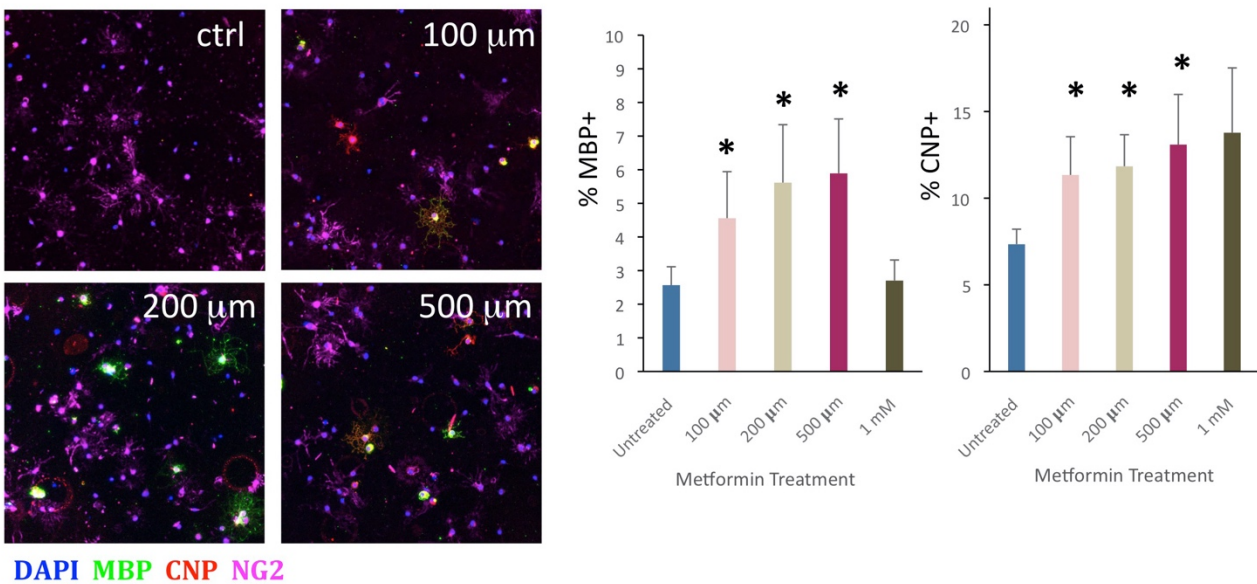 ctrl
100 μm
200 μm
500 μm
DAPI MBP CNP NG2
% MBP+
10
9
8
7
6
5
4
3
2
1
0
*
*
*
Untreated
100 μm
200 μm
500 μm
1 mM
Metformin Treatment
% CNP+
20
15
10
5
0
*
*
*
Untreated
100 μm
200 μm
500 μm
1 mM
Metformin Treatment